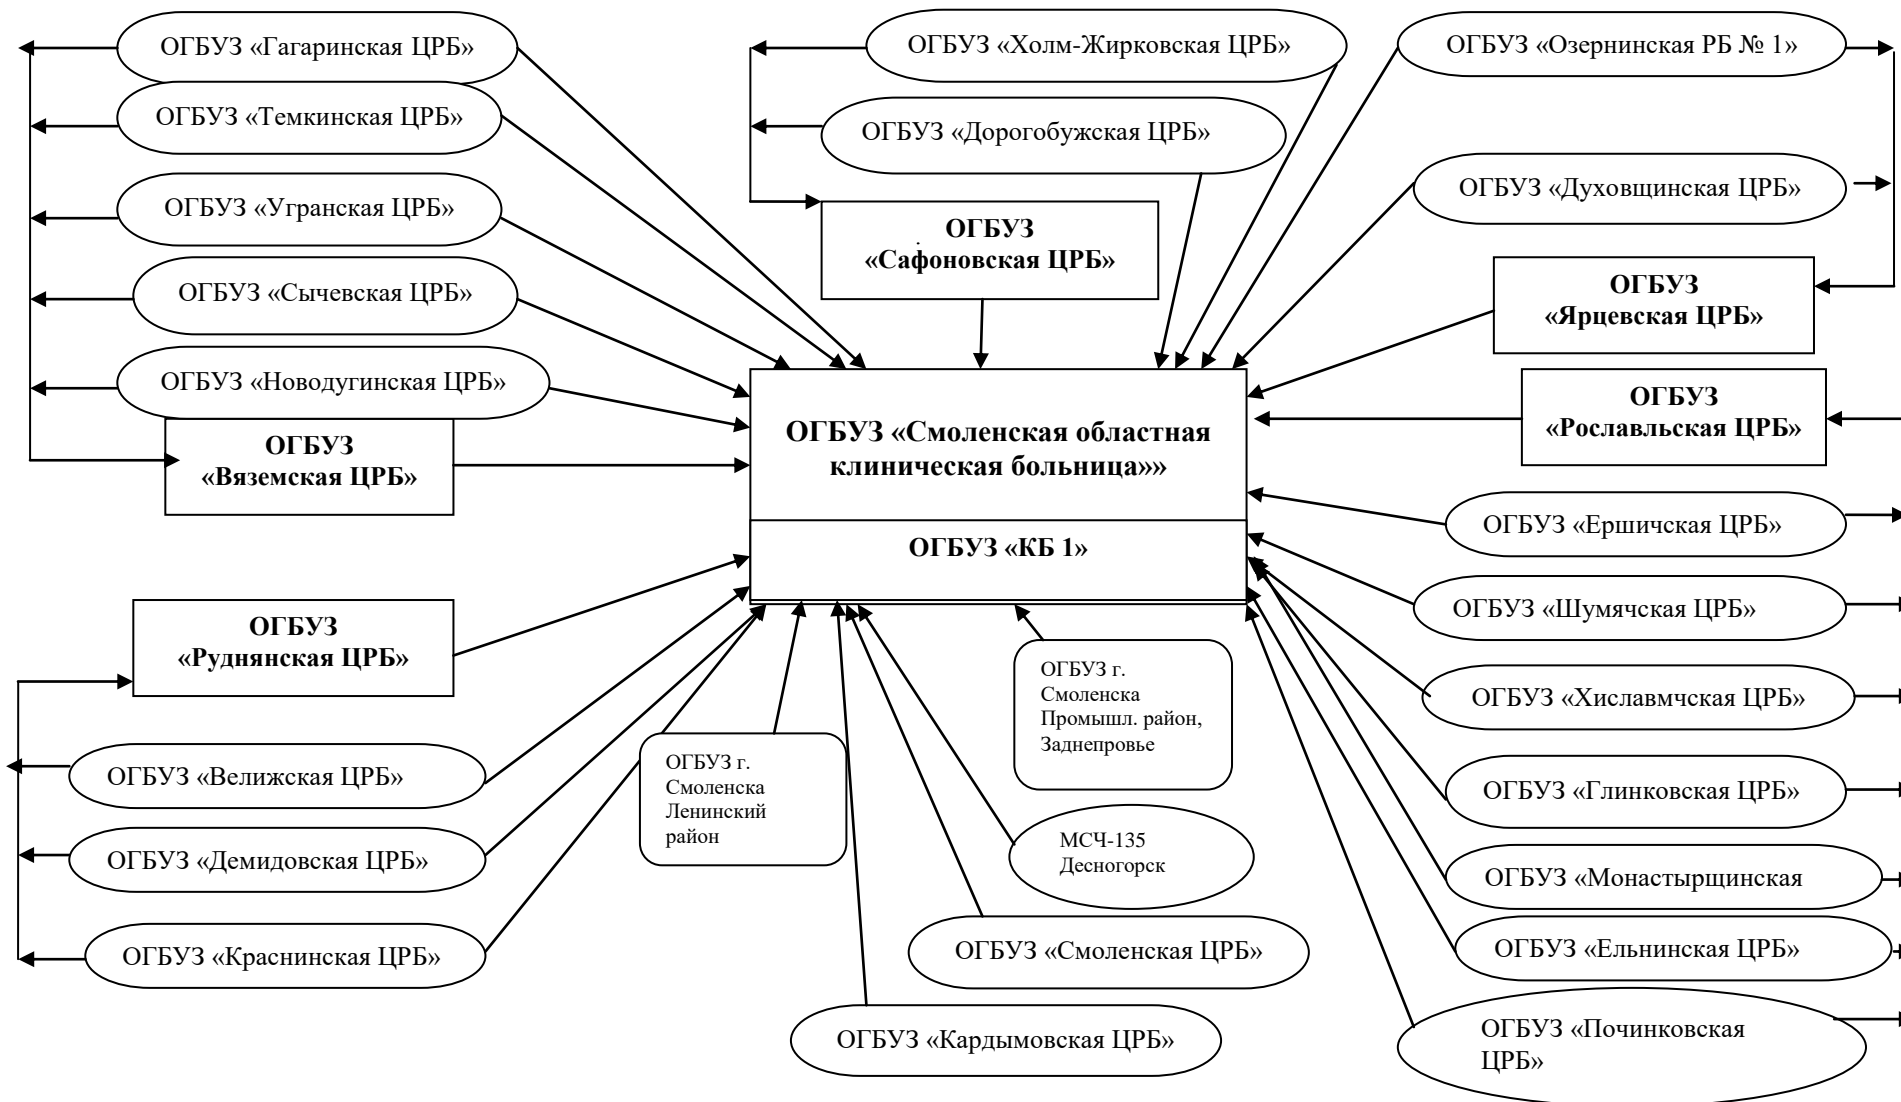 ОГБУЗ «Гагаринская ЦРБ»
ОГБУЗ «Темкинская ЦРБ»
ОГБУЗ «Угранская ЦРБ»
ОГБУЗ «Сычевская ЦРБ»
ОГБУЗ «Новодугинская ЦРБ»
ОГБУЗ
«Вяземская ЦРБ»
ОГБУЗ «Холм-Жирковская ЦРБ»
ОГБУЗ «Дорогобужская ЦРБ»
ОГБУЗ
«Сафоновская ЦРБ»
ОГБУЗ «Озернинская РБ № 1»
ОГБУЗ «Духовщинская ЦРБ»
ОГБУЗ
«Ярцевская ЦРБ»
ОГБУЗ
«Рославльская ЦРБ»
ОГБУЗ «Смоленская областная
клиническая больница»»
ОГБУЗ «КБ 1»
ОГБУЗ
«Руднянская ЦРБ»
ОГБУЗ «Велижская ЦРБ»
ОГБУЗ «Демидовская ЦРБ»
ОГБУЗ «Краснинская ЦРБ»
ОГБУЗ г.
Смоленска
Ленинский
район
ОГБУЗ г.
Смоленска
Промышл. район,
Заднепровье
МСЧ-135
Десногорск
ОГБУЗ «Смоленская ЦРБ»
ОГБУЗ «Кардымовская ЦРБ»
ОГБУЗ «Ершичская ЦРБ»
ОГБУЗ «Шумячская ЦРБ»
ОГБУЗ «Хиславмчская ЦРБ»
ОГБУЗ «Глинковская ЦРБ»
ОГБУЗ «Монастырщинская
ОГБУЗ «Ельнинская ЦРБ»
ОГБУЗ «Починковская
ЦРБ»